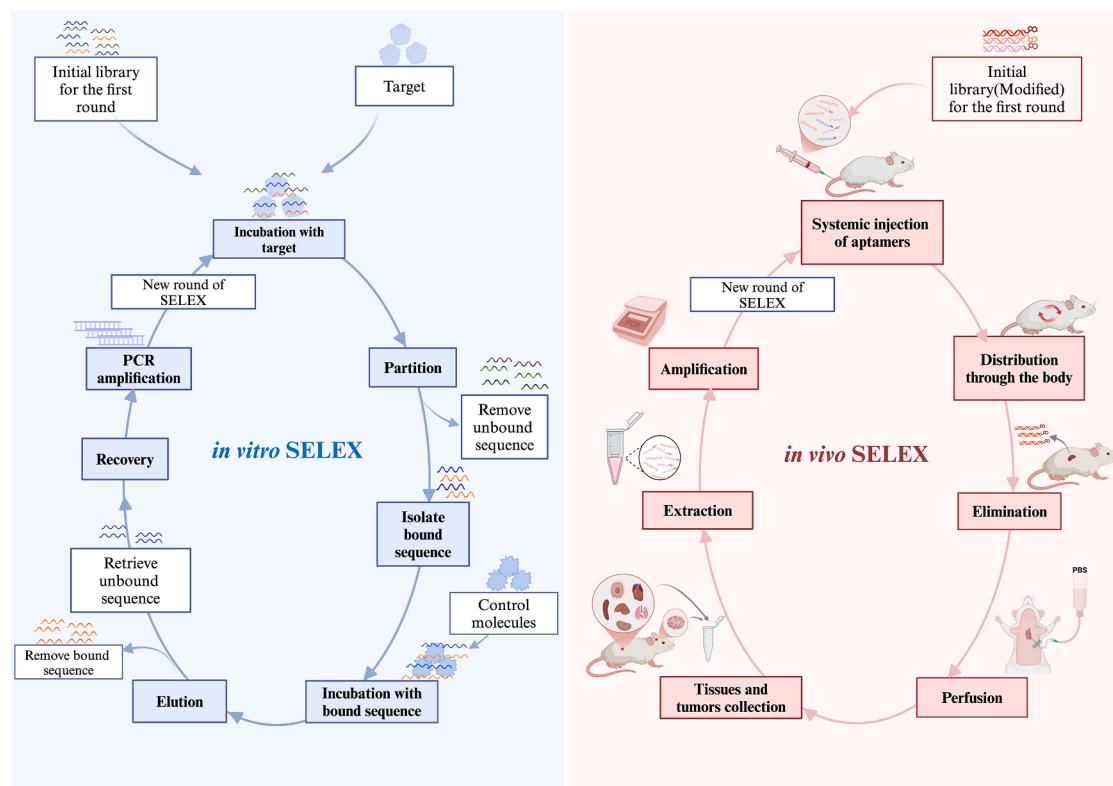 Initial library
for the first
round
Target
Incubation with
target
New round of
SELEX
PCR
amplification
Partition
Remove
unbound
sequence
Recovery
in vitro SELEX
Isolate
bound
sequence
Retrieve
unbound
sequence
Control
molecules
Remove bound
sequence
Elution
Incubation with
bound sequence
Initial
library(Modified)
for the first round
Systemic injection
of aptamers
New round of
SELEX
Amplification
Distribution
through the body
in vivo SELEX
Extraction
Elimination
PBS
Tissues and
tumors collection
Perfusion